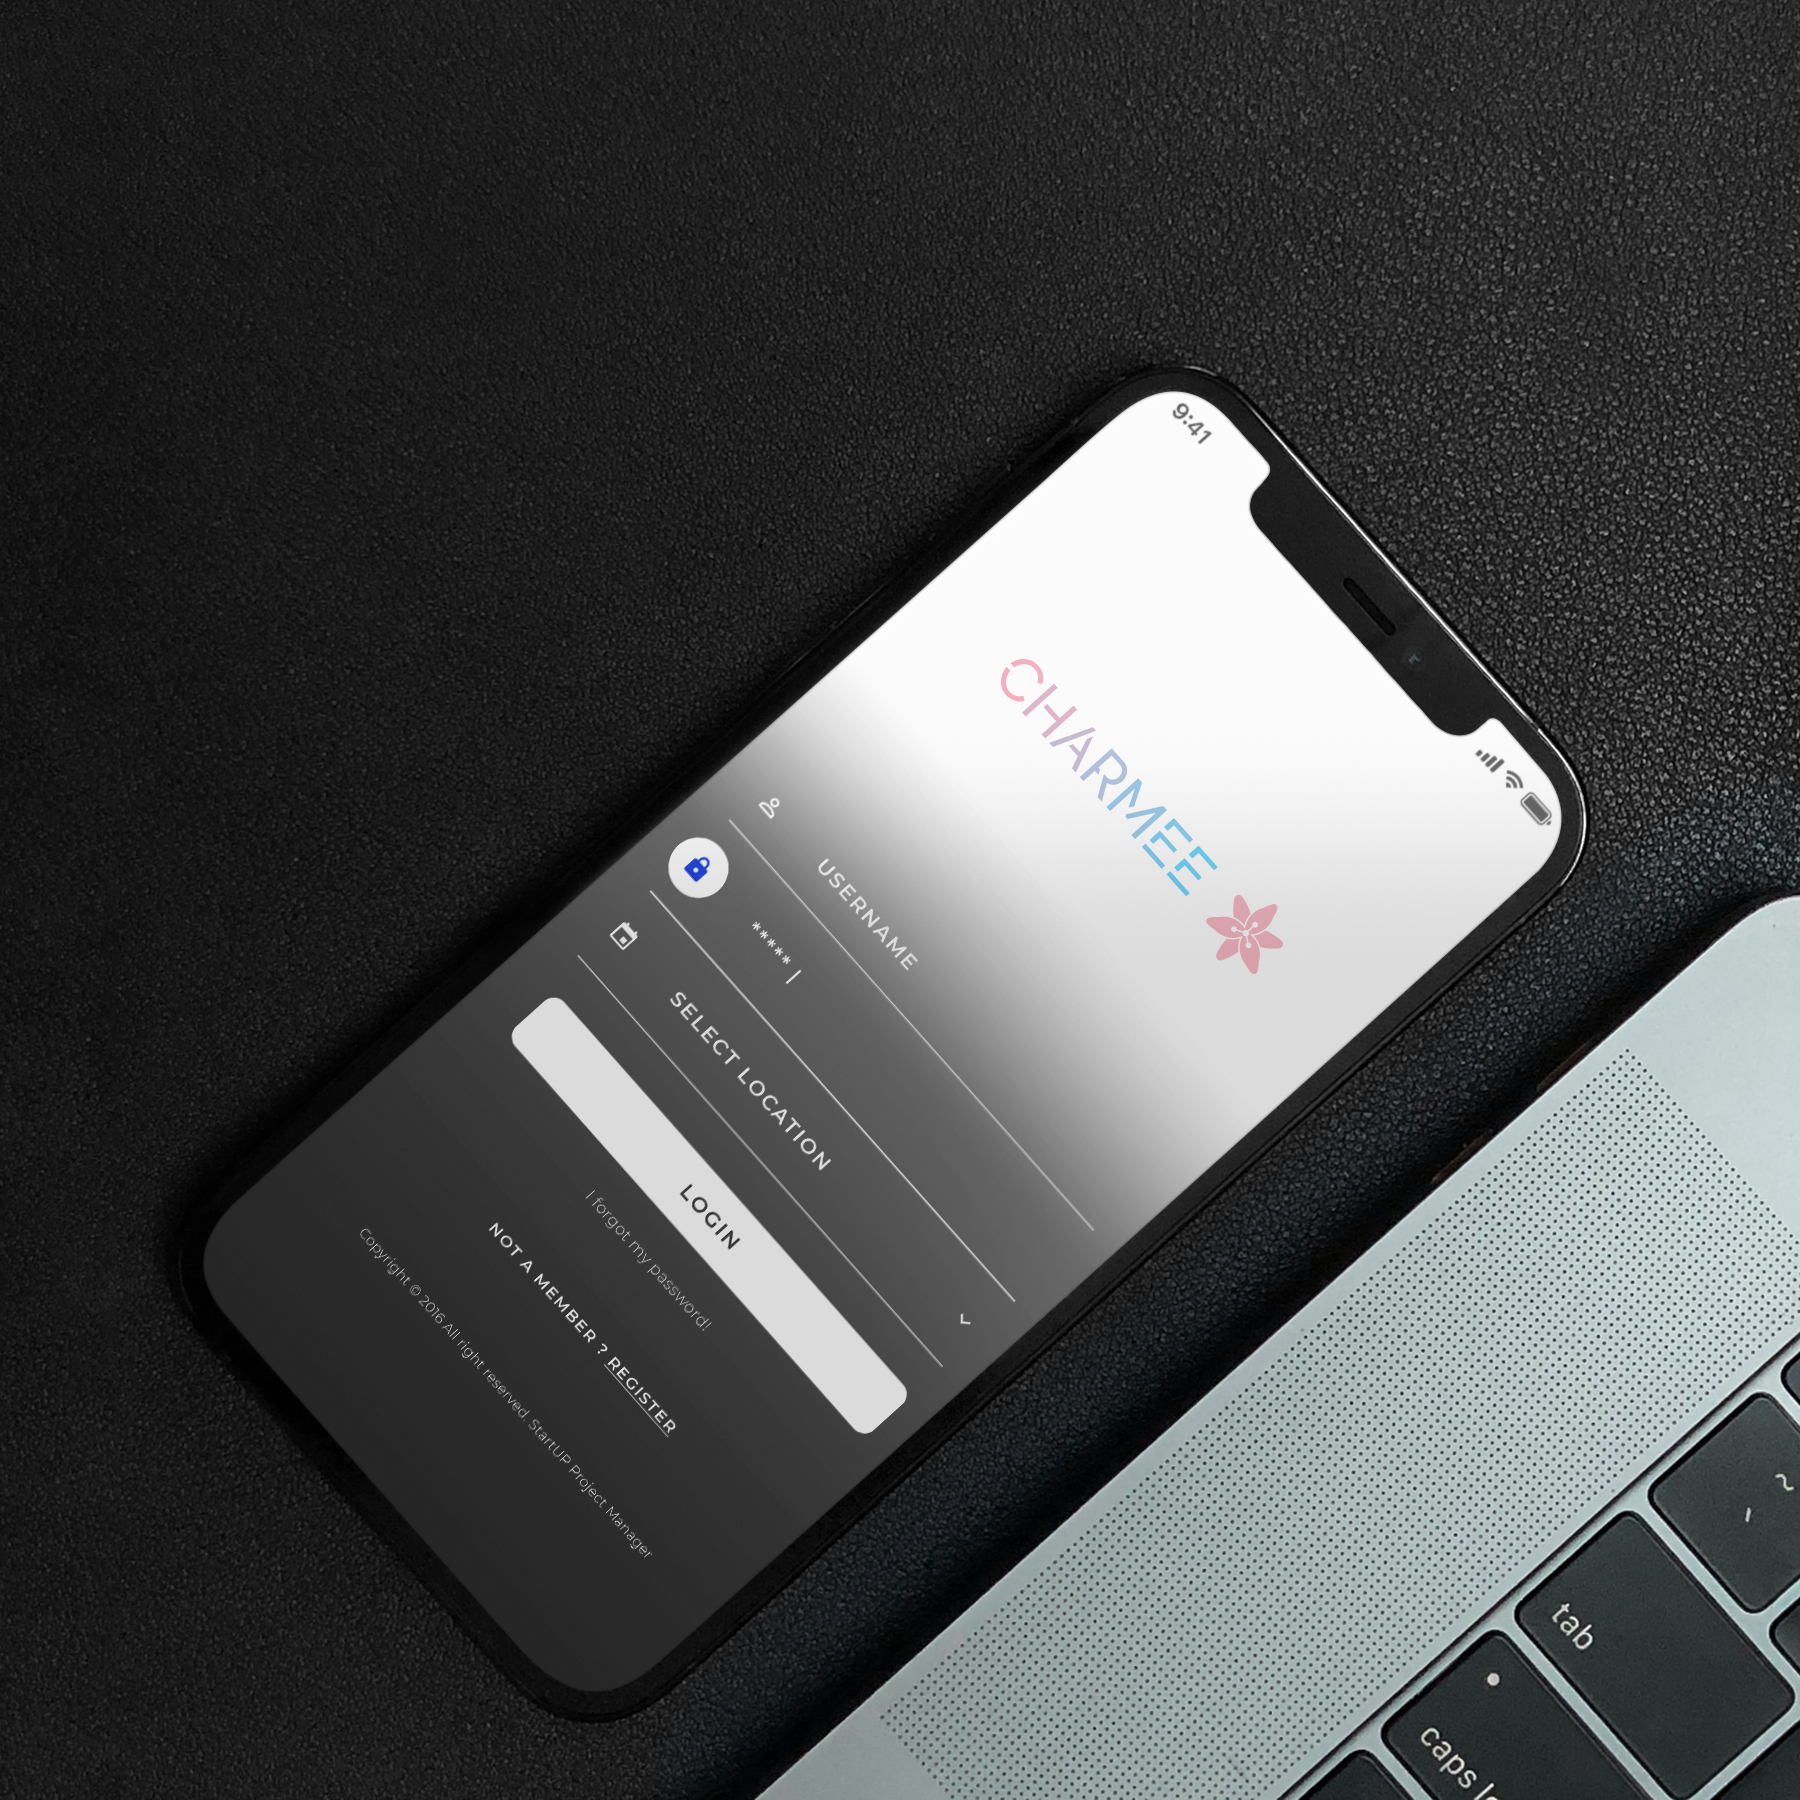 9:41
CHARMEE
USERNAME
***** |
SELECT LOCATION
LOGIN
I forgot my password!
NOT A MEMBER ? REGISTER
Copyright © 2016 All right reserved. StartUP Project Manager
~
tab
caps